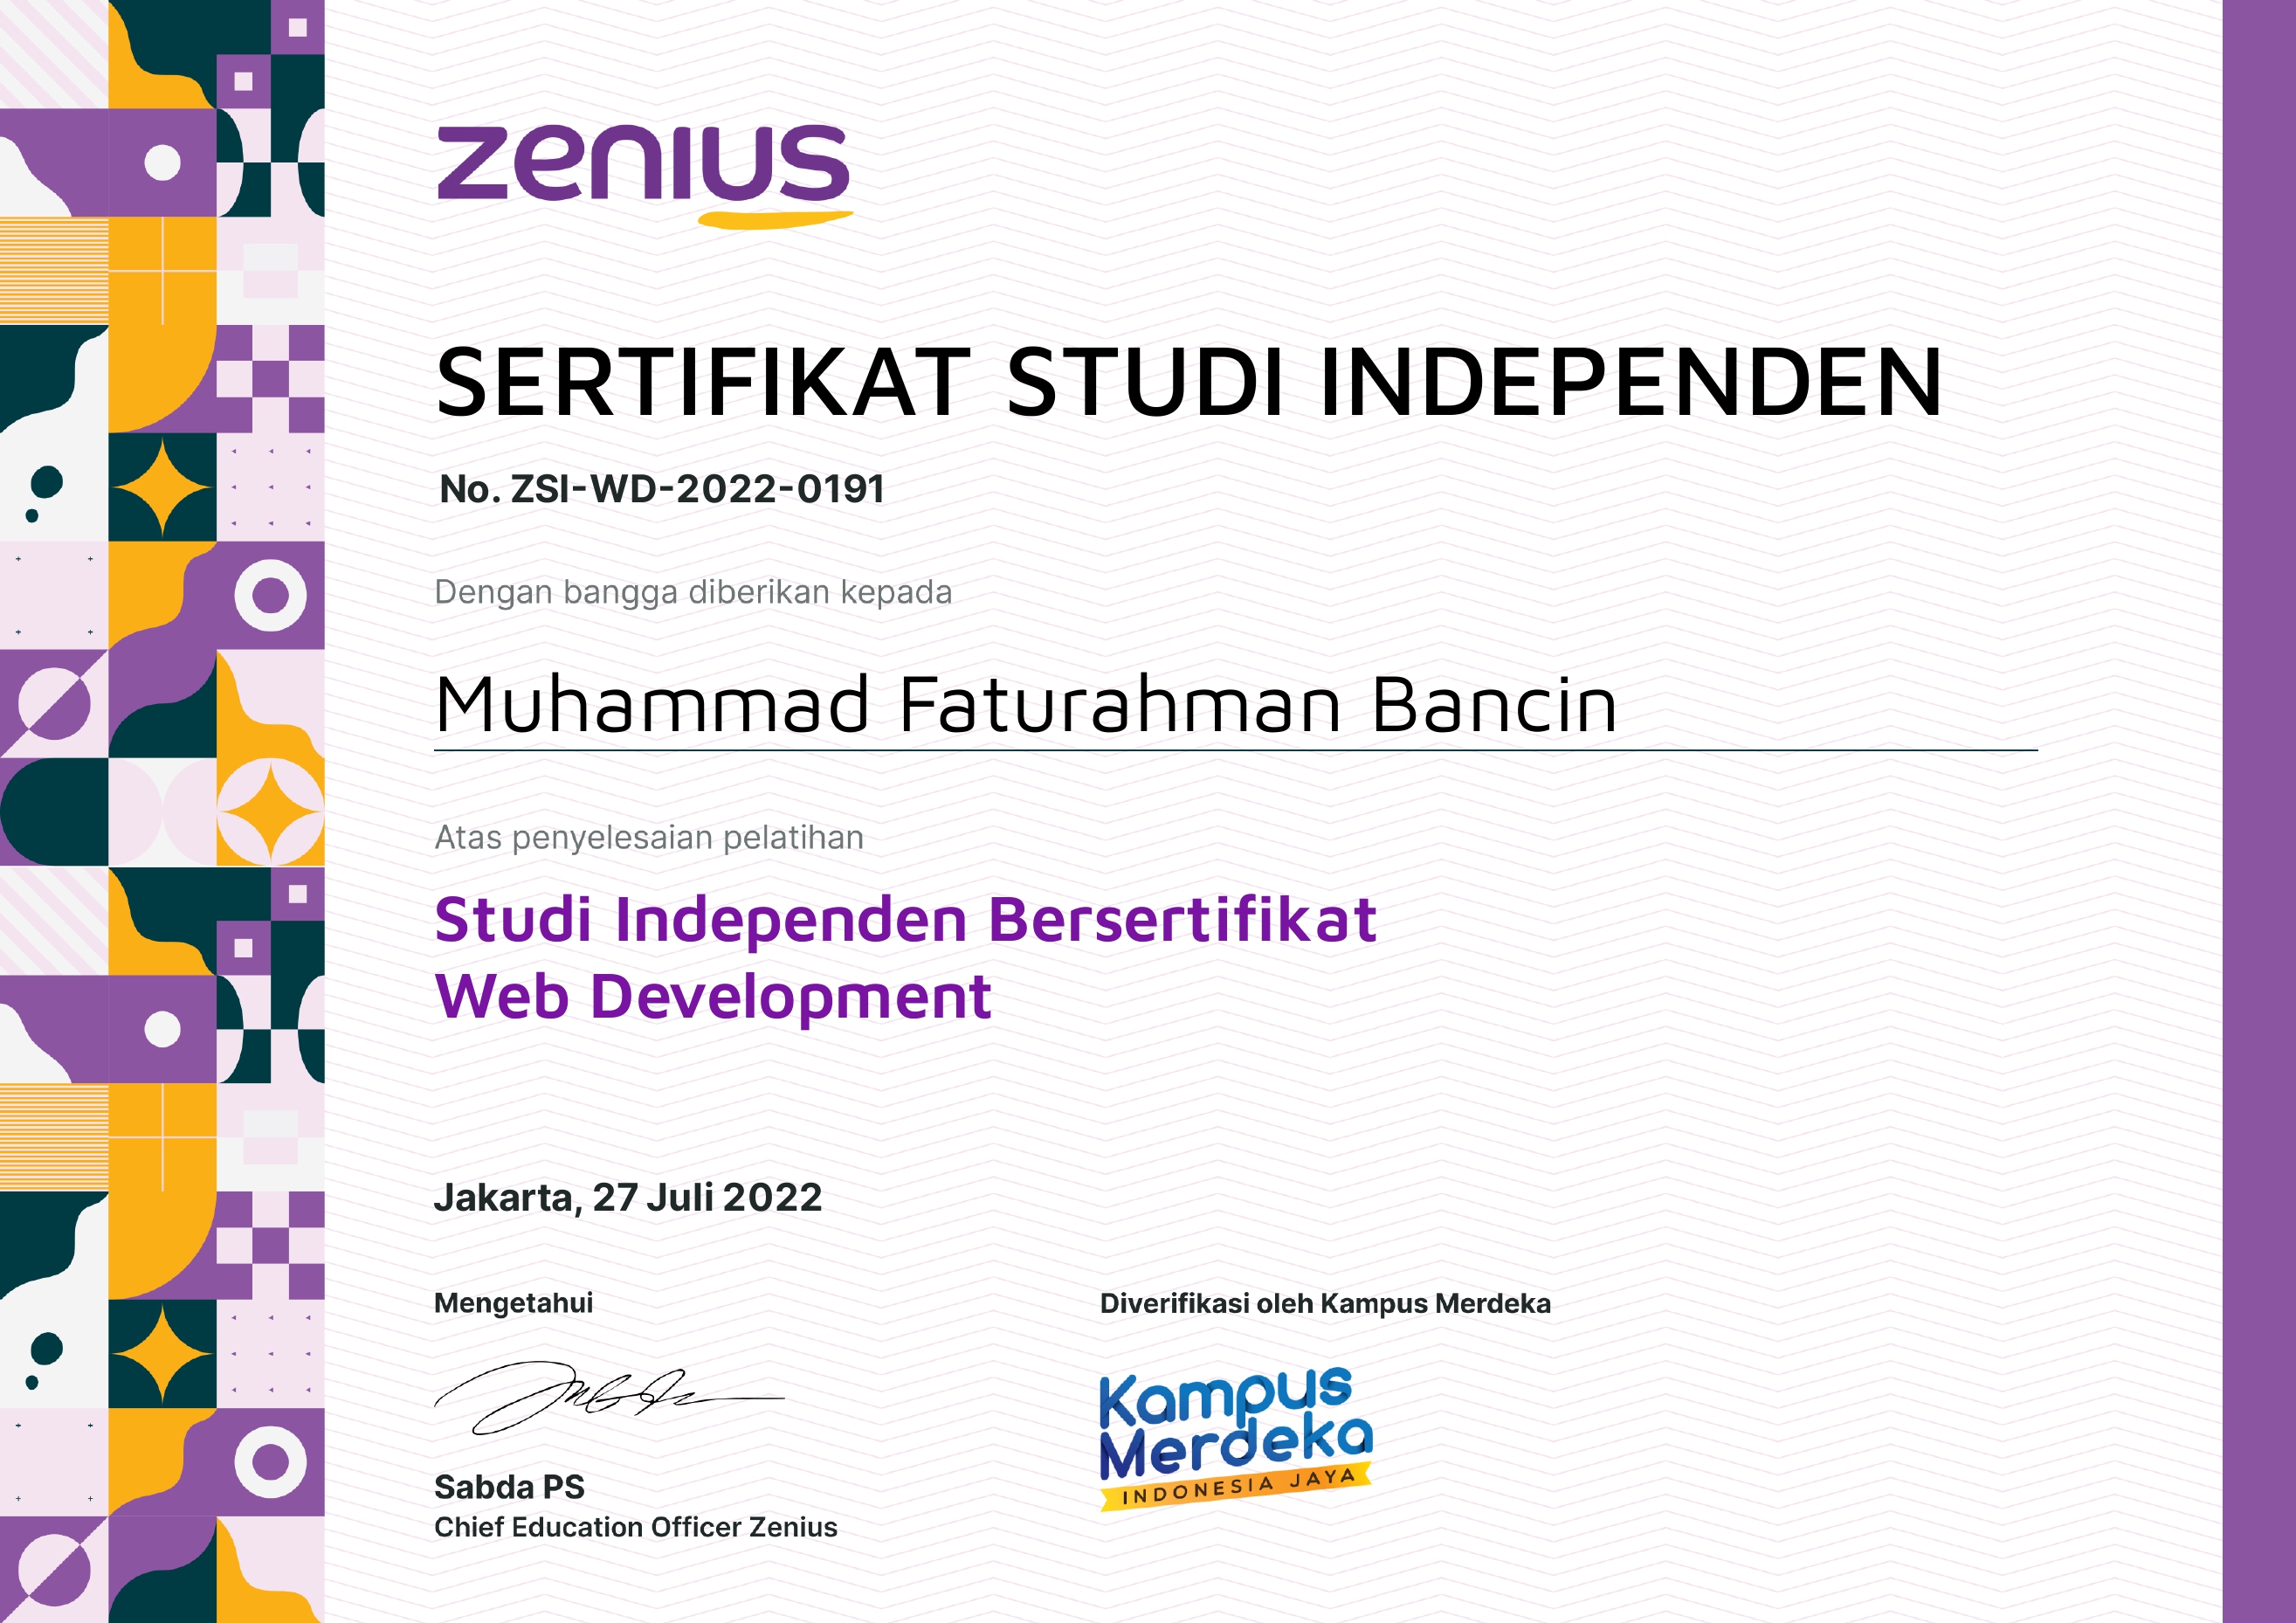 zenius
SERTIFIKAT STUDI INDEPENDEN
No. ZSI-WD-2022-0191
Dengan bangga diberikan kepada
Muhammad Faturahman Bancin
Atas penyelesaian pelatihan
Studi Independen Bersertifikat
Web Development
Jakarta, 27 Juli 2022
Mengetahui
Diverifikasi oleh Kampus Merdeka
Kampus
Merdeka
INDONESIA JAYA
Sabda PS
Chief Education Officer Zenius